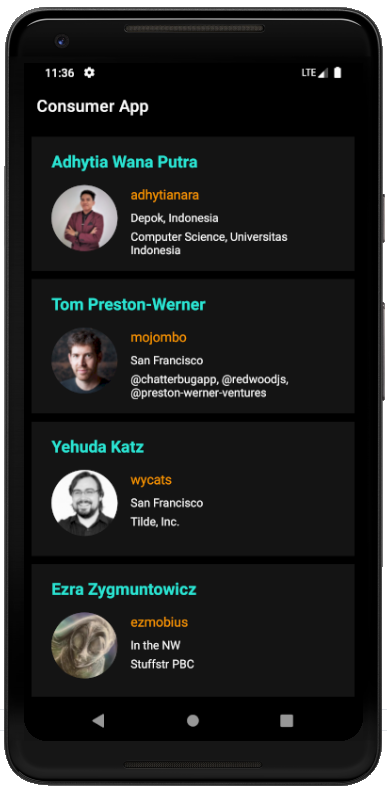 11:36
LTE
Consumer App
Adhytia Wana Putra
adhytianara
Depok, Indonesia
Computer Science, Universitas
Indonesia
Tom Preston-Werner
mojombo
San Francisco
@chatterbugapp, @redwoodjs,
@preston-werner-ventures
Yehuda Katz
wycats
San Francisco
Tilde, Inc.
Ezra Zygmuntowicz
ezmobius
In the NW
Stuffstr PBC